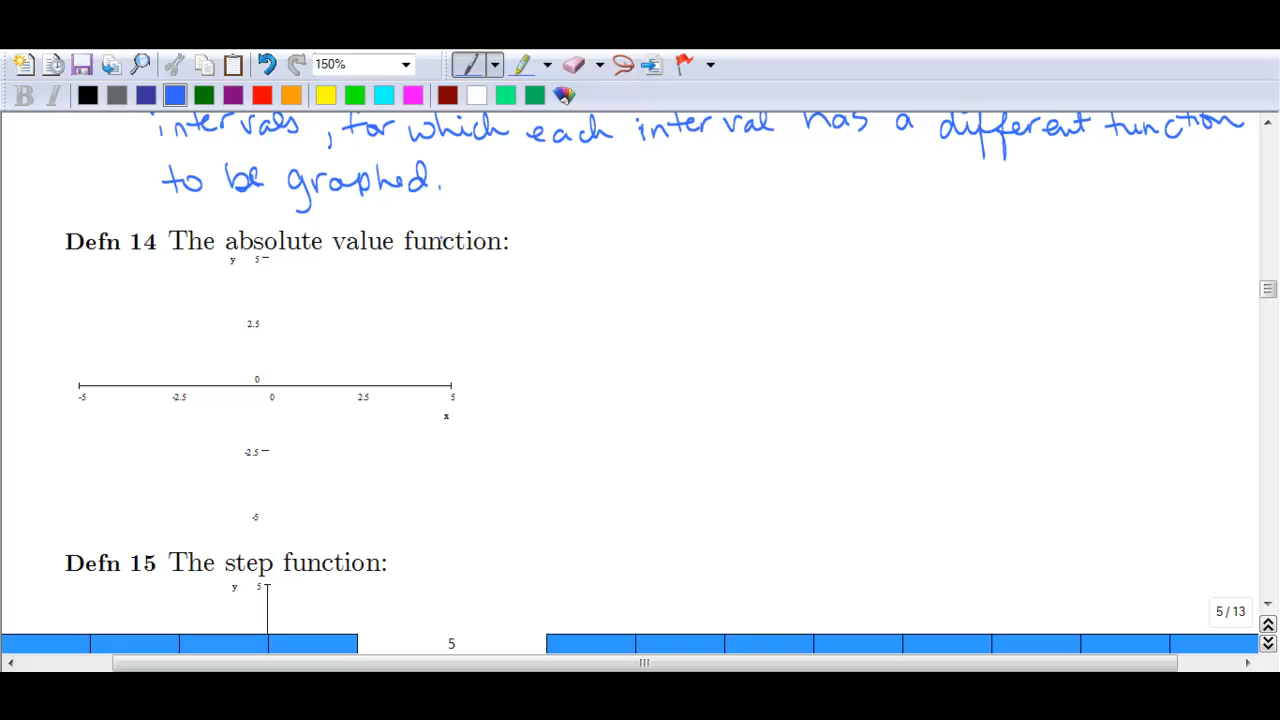 150%
B I
intervals, for which each interval has a different function
to be graphed.
Defn 14 The absolute value function:
y 5
2.5
0
-5 -2.5 0 2.5 5
x
-2.5
-5
Defn 15 The step function:
y 5
5 / 13
5